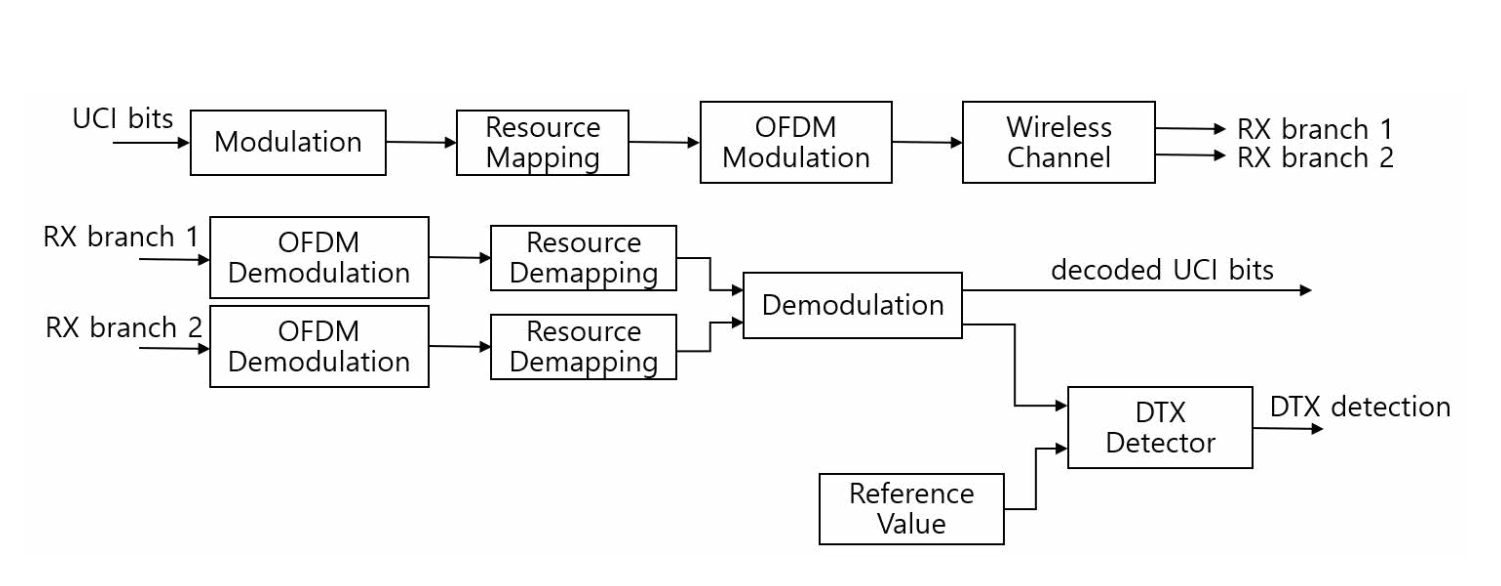 UCI bits
Modulation
Resource
Mapping
OFDM
Modulation
Wireless
Channel
RX branch 1
RX branch 2
RX branch 1
OFDM
Demodulation
Resource
Demapping
RX branch 2
OFDM
Demodulation
Resource
Demapping
Demodulation
decoded UCI bits
DTX
Detector
DTX detection
Reference
Value